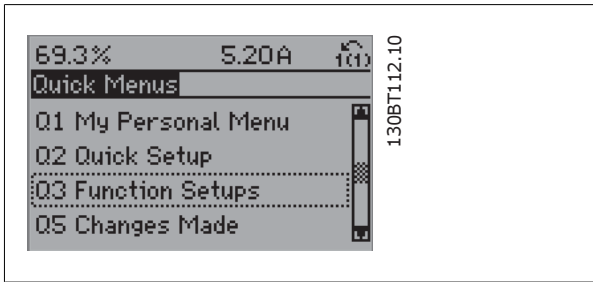 69.3% 5.20A 1(1)
Quick Menus
Q1 My Personal Menu
Q2 Quick Setup
Q3 Function Setups
Q5 Changes Made
130BT112.10